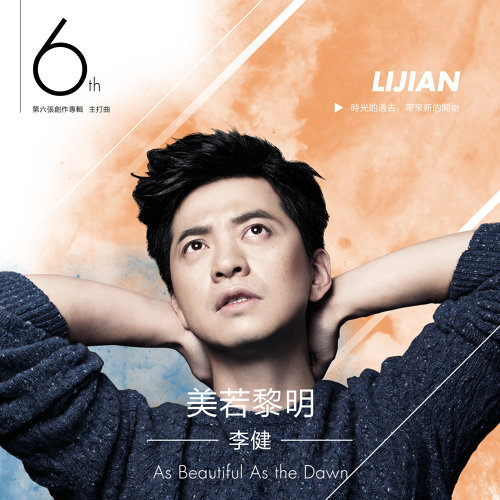 6th
第六張創作專輯 主打曲
LIJIAN
時光的過去,帶來新的開始
美若黎明
李健
As Beautiful As the Dawn